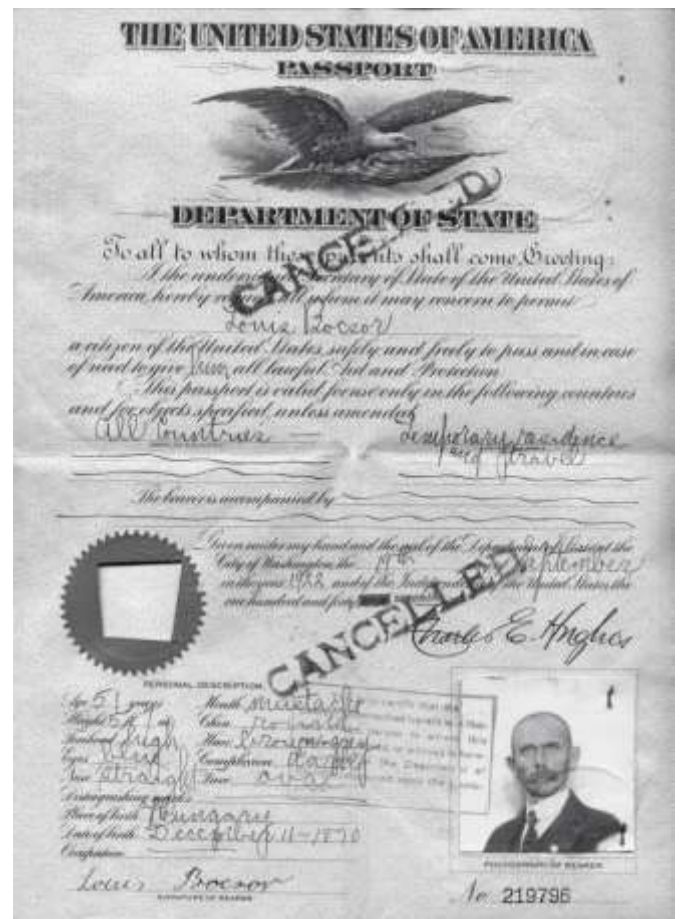 THE UNITED STATES OF AMERICA
PASSPORT
DEPARTMENT OF STATE
To all to whom these presents shall come, Greeting:
I the undersigned Secretary of State of the United States of
America, hereby request all whom it may concern to permit
Louis Bocsor
a citizen of the United States, safely and freely to pass and in case
of need to give him all lawful Aid and Protection
This passport is valid for use only in the following countries
and for objects specified, unless amended
All Countries Temporary residence
and travel
The bearer is accompanied by
Given under my hand and the seal of the Department of State at the
City of Washington, the 19th September
in the year 1922 and of the Independence of the United States the
one hundred and forty
CANCELLED
CANCELLED
Charles E. Hughes
PERSONAL DESCRIPTION
Age 51 years Mouth mustache
Height 5 ft in Chin round
Forehead high Hair brown-grey
Eyes blue Complexion
Nose straight Face oval
Distinguishing marks
Place of birth Hungary
Date of birth December 11-1870
Occupation
Louis Bocsor
SIGNATURE OF BEARER
PHOTOGRAPH OF BEARER
No. 219796